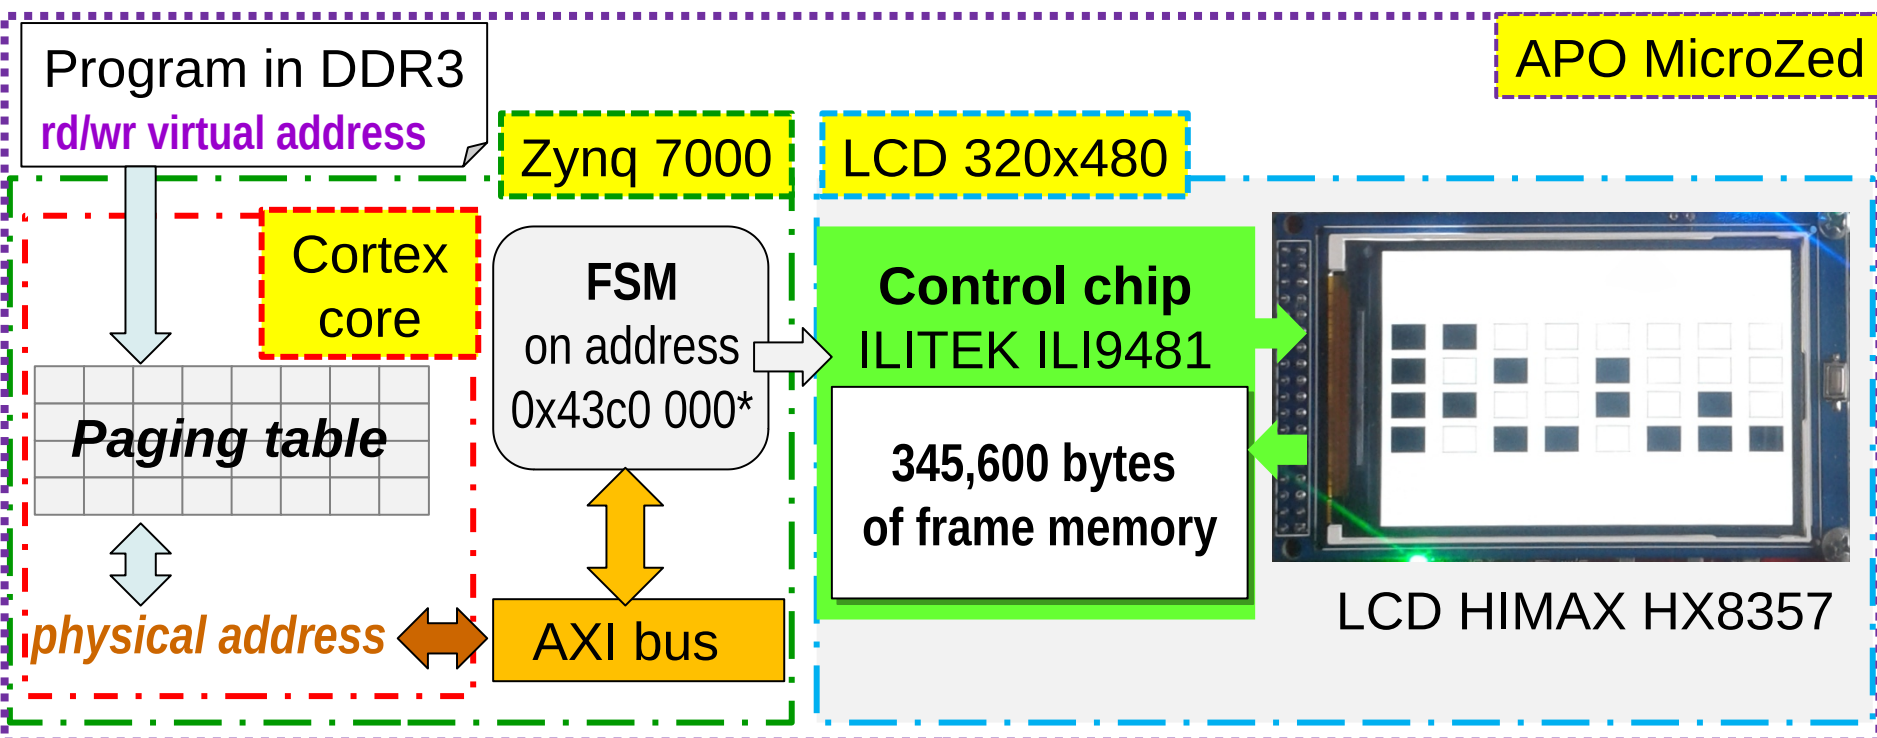 Program in DDR3
rd/wr virtual address
APO MicroZed
Zynq 7000
LCD 320x480
Cortex
core
FSM
on address
0x43c0 000*
Control chip
ILITEK ILI9481
Paging table
345,600 bytes
of frame memory
physical address
AXI bus
LCD HIMAX HX8357